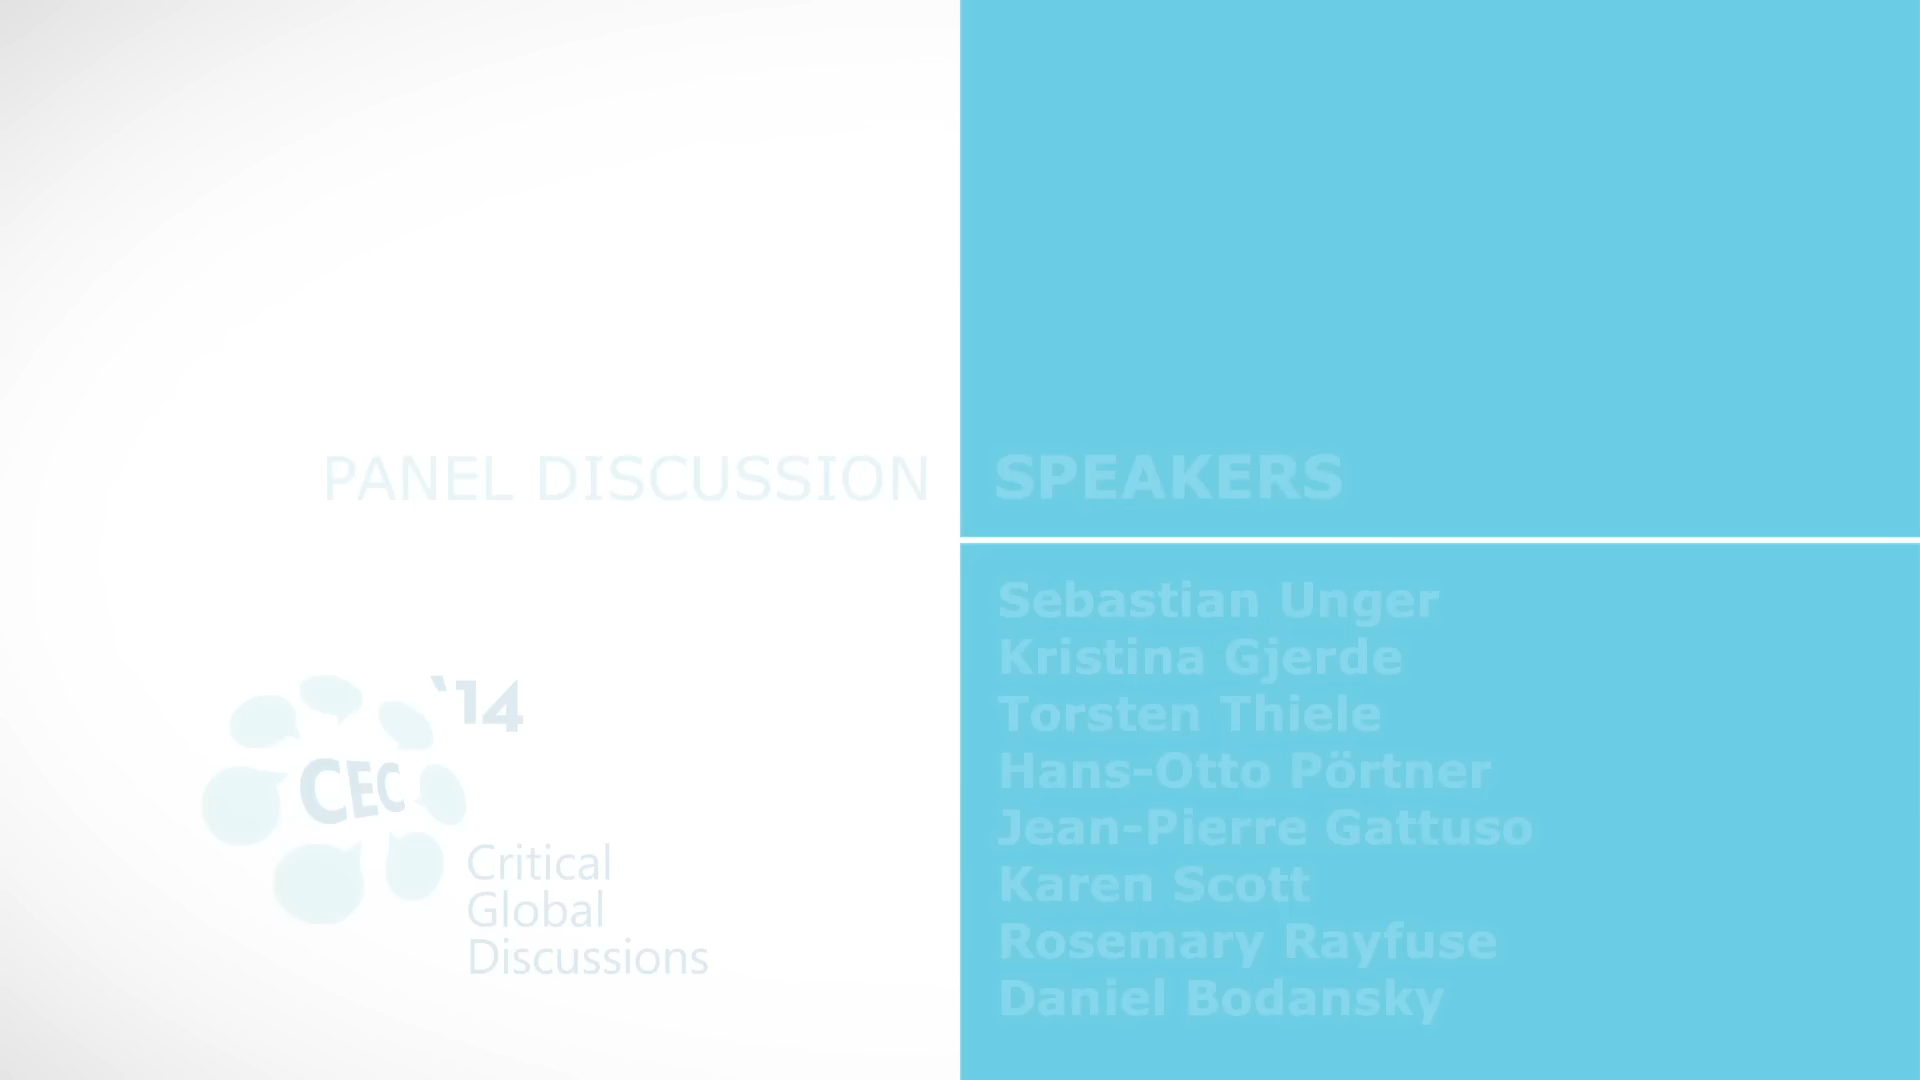 PANEL DISCUSSION
SPEAKERS
Sebastian Unger
Kristina Gjerde
Torsten Thiele
Hans-Otto Pörtner
Jean-Pierre Gattuso
Karen Scott
Rosemary Rayfuse
Daniel Bodansky
`14
CEC
Critical
Global
Discussions